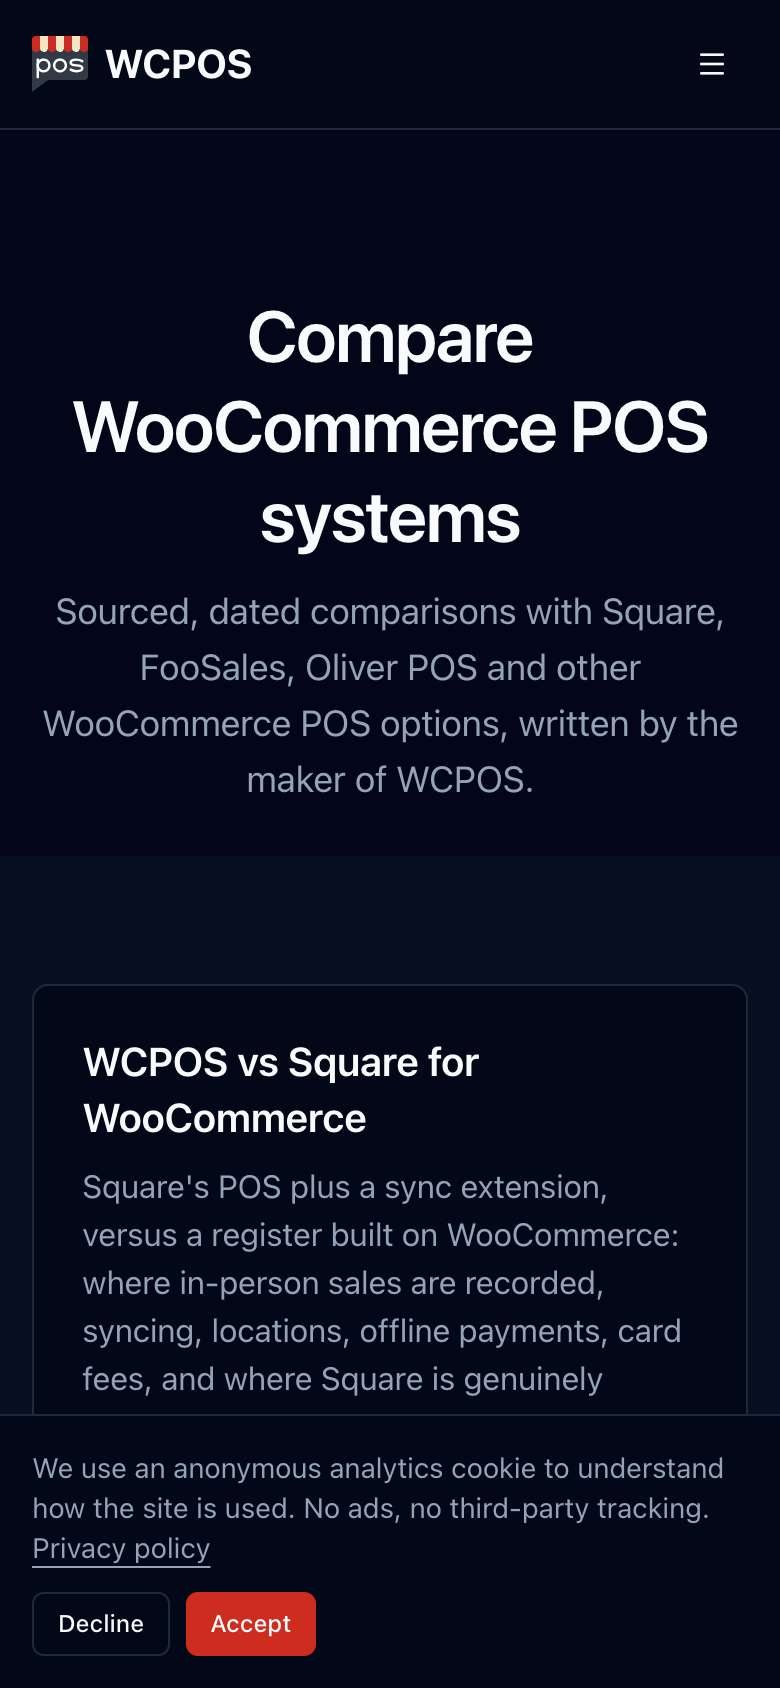 pos WCPOS
Compare
WooCommerce POS
systems
Sourced, dated comparisons with Square,
FooSales, Oliver POS and other
WooCommerce POS options, written by the
maker of WCPOS.
WCPOS vs Square for
WooCommerce
Square's POS plus a sync extension,
versus a register built on WooCommerce:
where in-person sales are recorded,
syncing, locations, offline payments, card
fees, and where Square is genuinely
We use an anonymous analytics cookie to understand
how the site is used. No ads, no third-party tracking.
Privacy policy
Decline Accept